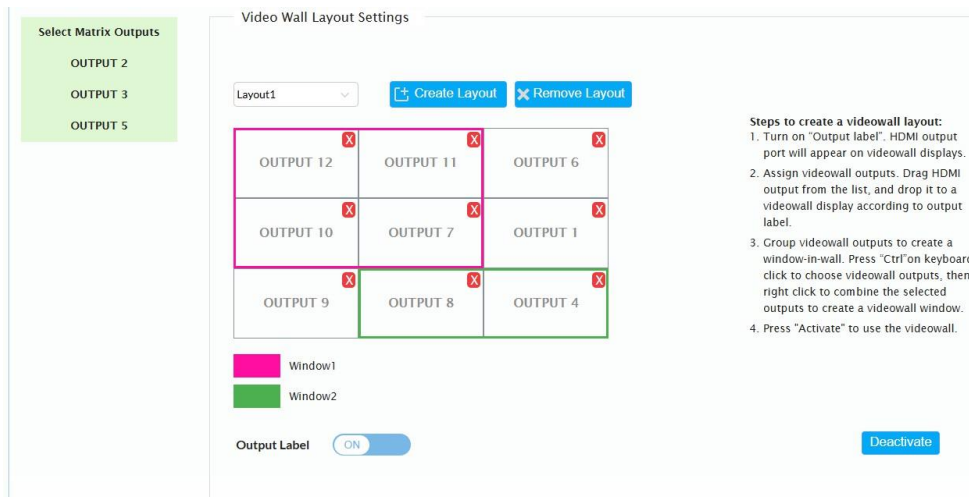 Video Wall Layout Settings
Select Matrix Outputs
OUTPUT 2
OUTPUT 3
OUTPUT 5
Layout1
Create Layout
X Remove Layout
X
X
X
OUTPUT 12
OUTPUT 11
OUTPUT 6
X
X
X
OUTPUT 10
OUTPUT 7
OUTPUT 1
X
X
X
OUTPUT 9
OUTPUT 8
OUTPUT 4
Window1
Window2
Output Label
ON
Steps to create a videowall layout:
1. Turn on "Output label". HDMI output
port will appear on videowall displays.
2. Assign videowall outputs. Drag HDMI
output from the list, and drop it to a
videowall display according to output
label.
3. Group videowall outputs to create a
window-in-wall. Press "Ctrl"on keyboard
click to choose videowall outputs, then
right click to combine the selected
outputs to create a videowall window.
4. Press "Activate" to use the videowall.
Deactivate